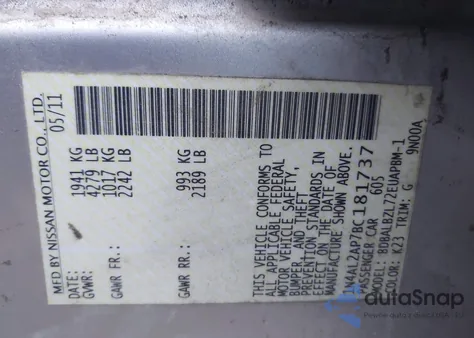 MFD BY NISSAN MOTOR CO., LTD.
05/11
GVWR: 1941 KG
4279 LB
GAWR FR.: 1017 KG
2242 LB
GAWR RR.: 993 KG
2189 LB
THIS VEHICLE CONFORMS TO
ALL APPLICABLE FEDERAL
MOTOR VEHICLE SAFETY,
BUMPER, AND THEFT
PREVENTION STANDARDS IN
EFFECT ON THE DATE OF
MANUFACTURE SHOWN ABOVE.
1N4AL2AP7BC181737
PASSENGER CAR 605
MODEL: BDBALBZL72EUAPBM-1
COLOR: K23 TRIM: G 9N00A
autaSnap